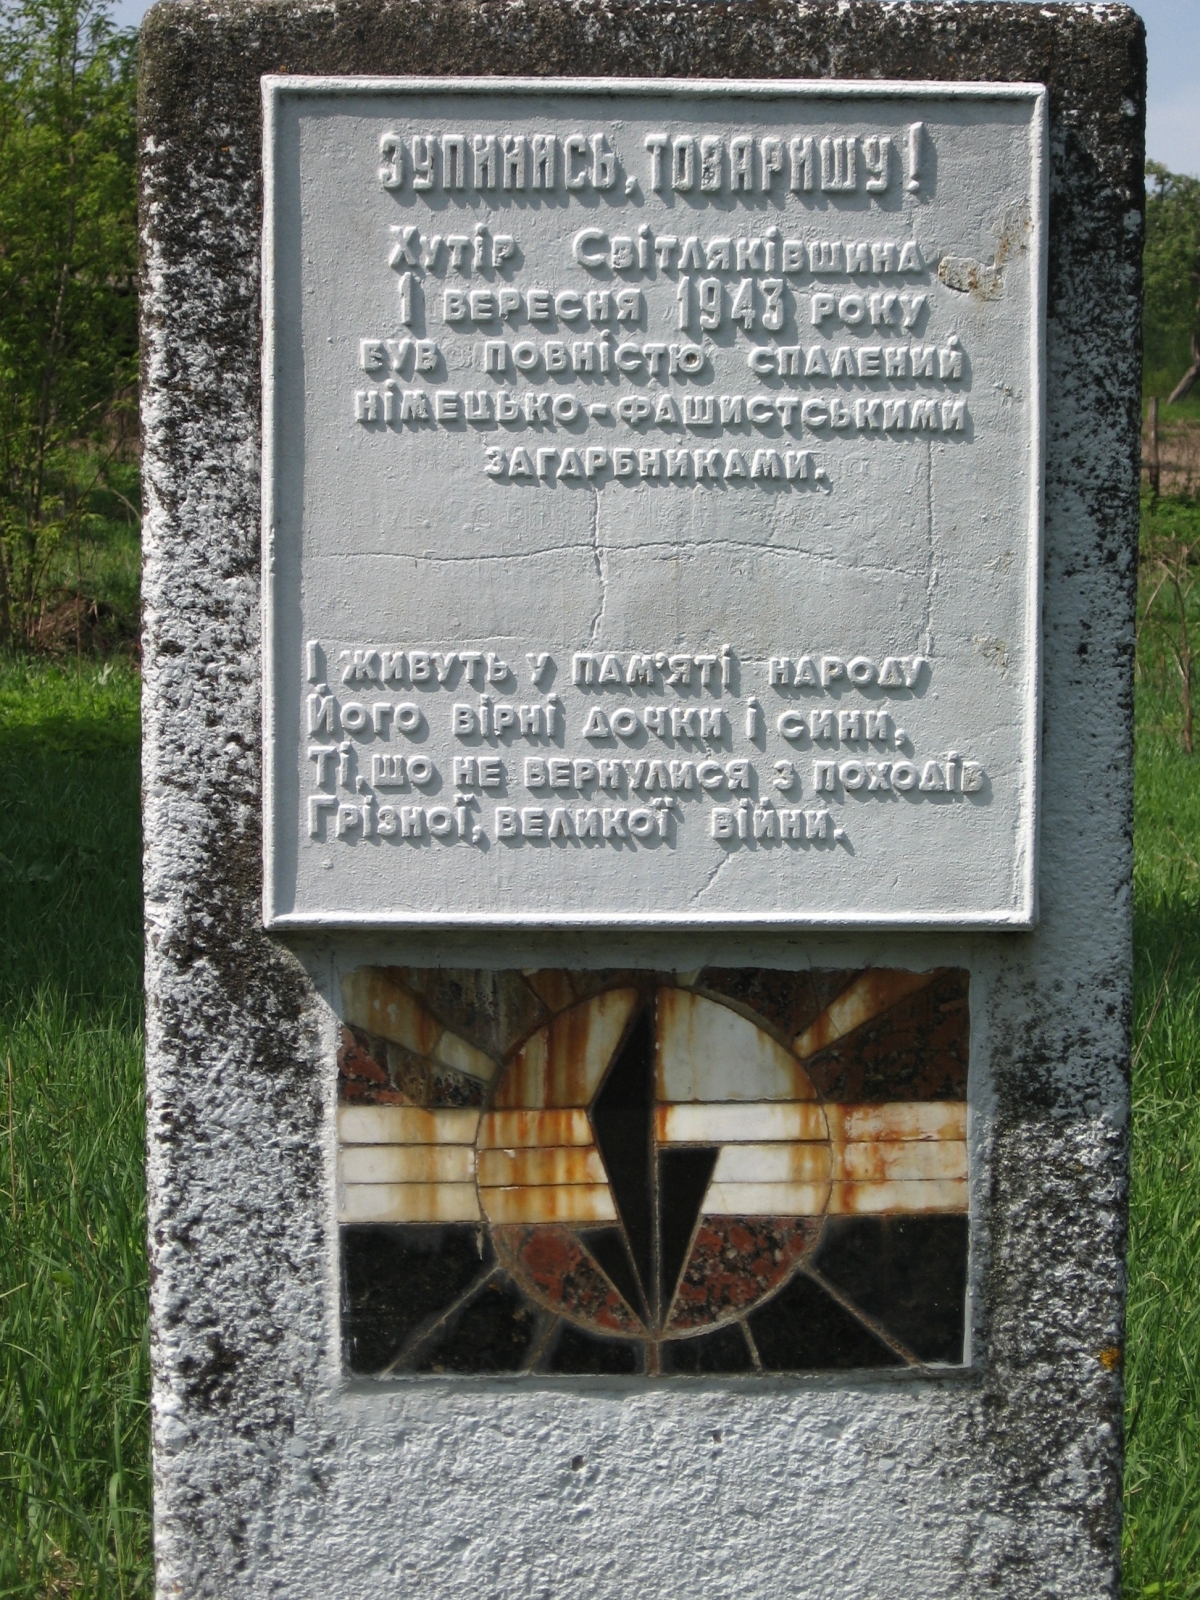 Зупинись, товаришу!
Хутір Світляківщина
1 вересня 1943 року
був повністю спалений
німецько-фашистськими
загарбниками.
І живуть у пам'яті народу
Його вірні дочки і сини,
Ті, що не вернулися з походів
Грізної, великої війни.